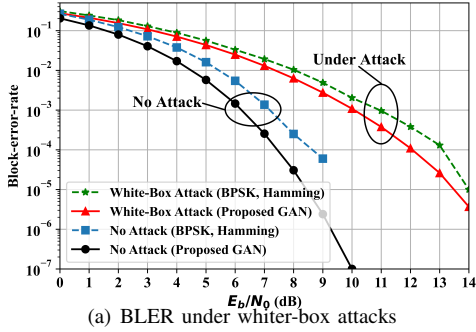 10⁰
10⁻¹
10⁻²
10⁻³
10⁻⁴
10⁻⁵
10⁻⁶
10⁻⁷
Block-error-rate
Under Attack
No Attack
White-Box Attack (BPSK, Hamming)
White-Box Attack (Proposed GAN)
No Attack (BPSK, Hamming)
No Attack (Proposed GAN)
0 1 2 3 4 5 6 7 8 9 10 11 12 13 14
E_b/N_0 (dB)
(a) BLER under whiter-box attacks